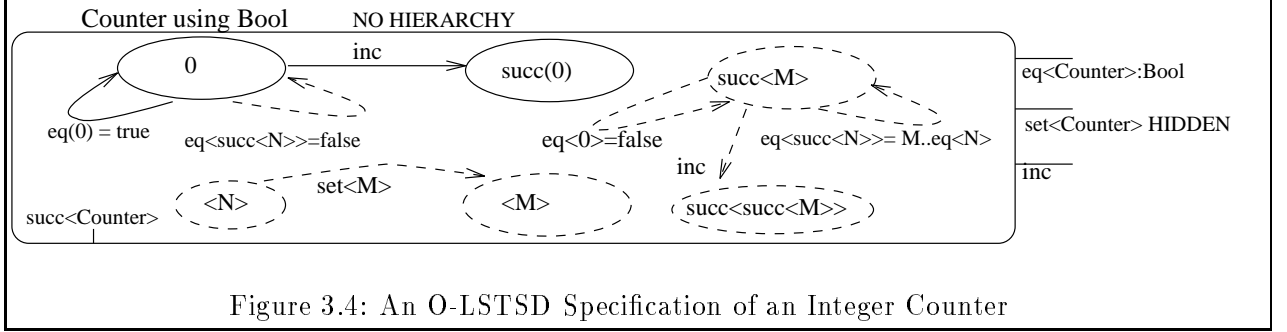 Counter using Bool
NO HIERARCHY
inc
0
succ(0)
succ<M>
eq<Counter>:Bool
eq(0) = true
eq<succ<N>>=false
eq<0>=false
eq<succ<N>>= M..eq<N>
set<Counter> HIDDEN
inc
inc
<N>
set<M>
<M>
succ<succ<M>>
succ<Counter>
Figure 3.4: An O-LSTSD Specification of an Integer Counter